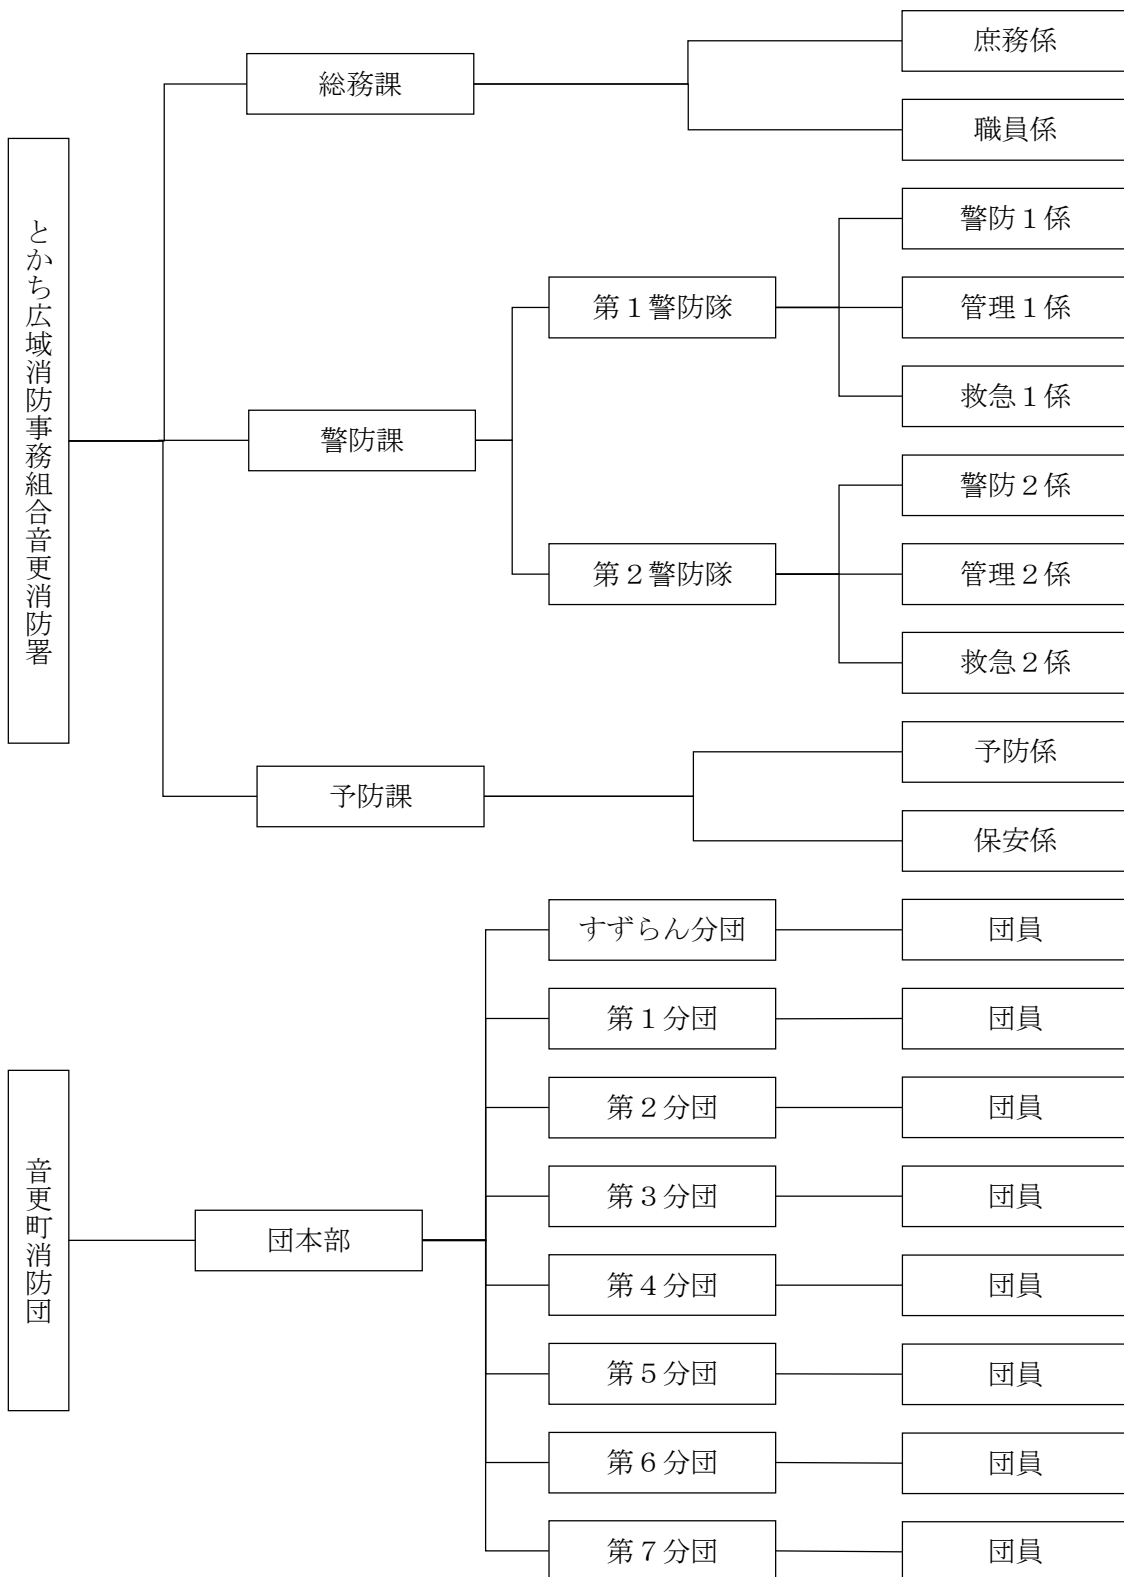 とかち広域消防事務組合音更消防署
総務課
庶務係
職員係
警防課
第１警防隊
警防１係
管理１係
救急１係
第２警防隊
警防２係
管理２係
救急２係
予防課
予防係
保安係
音更町消防団
団本部
すずらん分団
団員
第１分団
団員
第２分団
団員
第３分団
団員
第４分団
団員
第５分団
団員
第６分団
団員
第７分団
団員